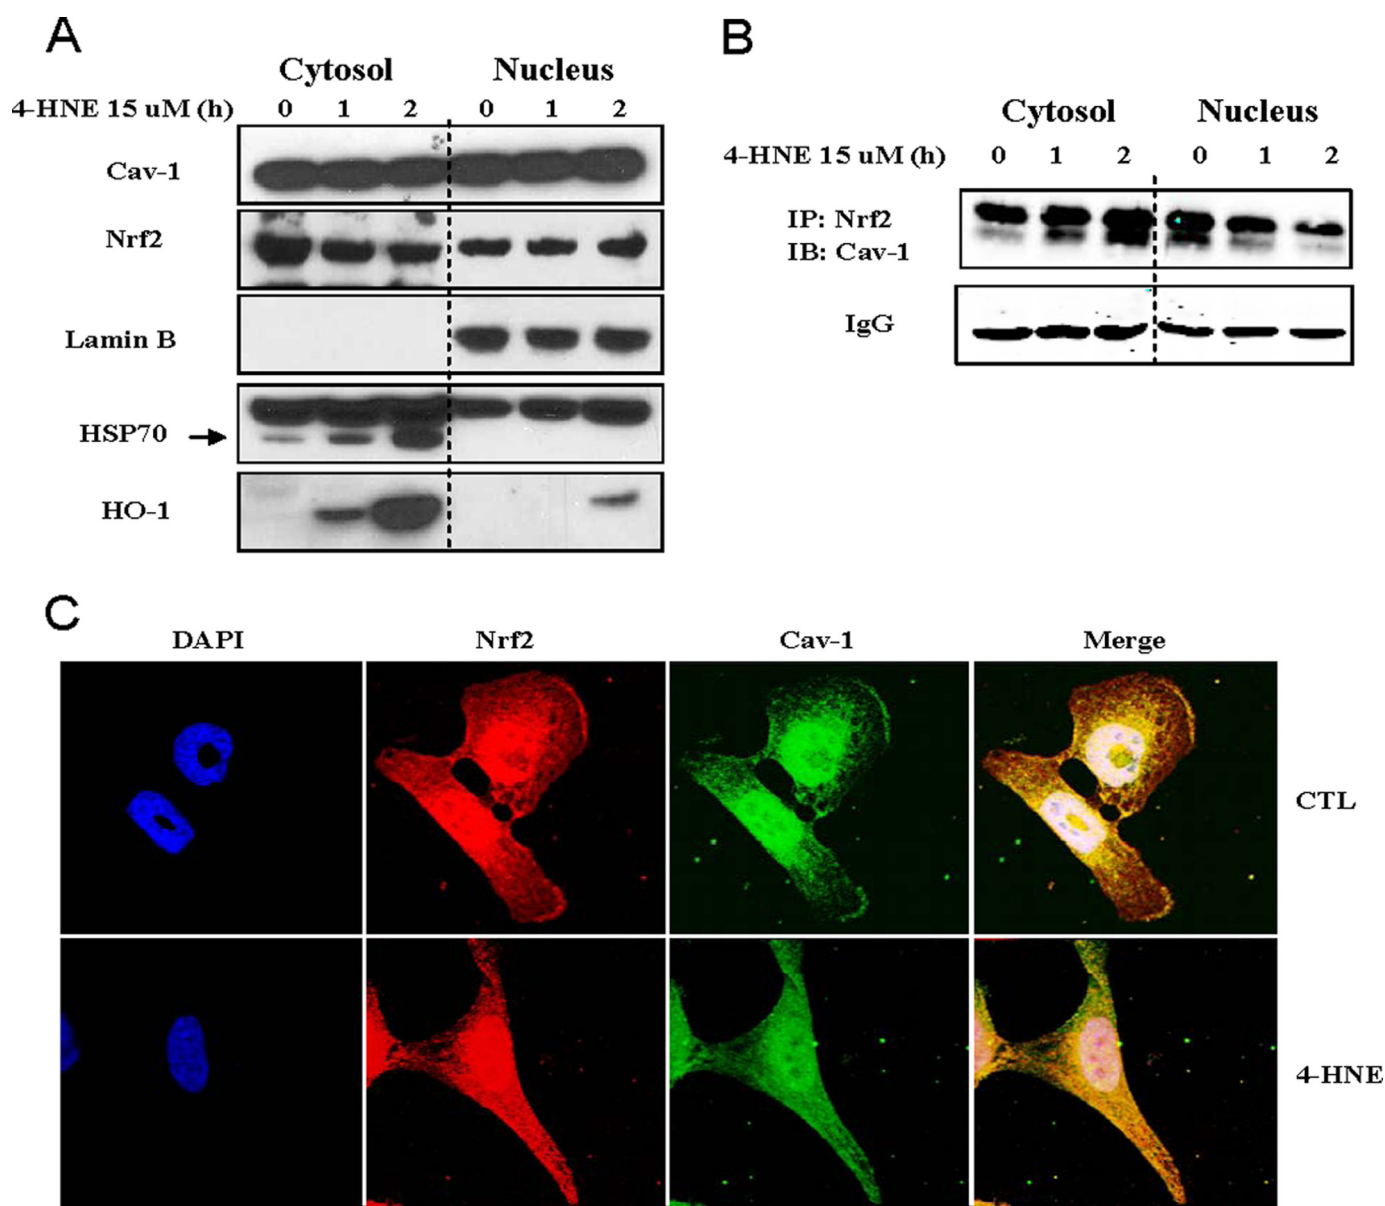 A
Cytosol Nucleus
4-HNE 15 uM (h) 0 1 2 0 1 2
Cav-1
Nrf2
Lamin B
HSP70
HO-1
B
Cytosol Nucleus
4-HNE 15 uM (h) 0 1 2 0 1 2
IP: Nrf2
IB: Cav-1
IgG
C
DAPI Nrf2 Cav-1 Merge
CTL
4-HNE